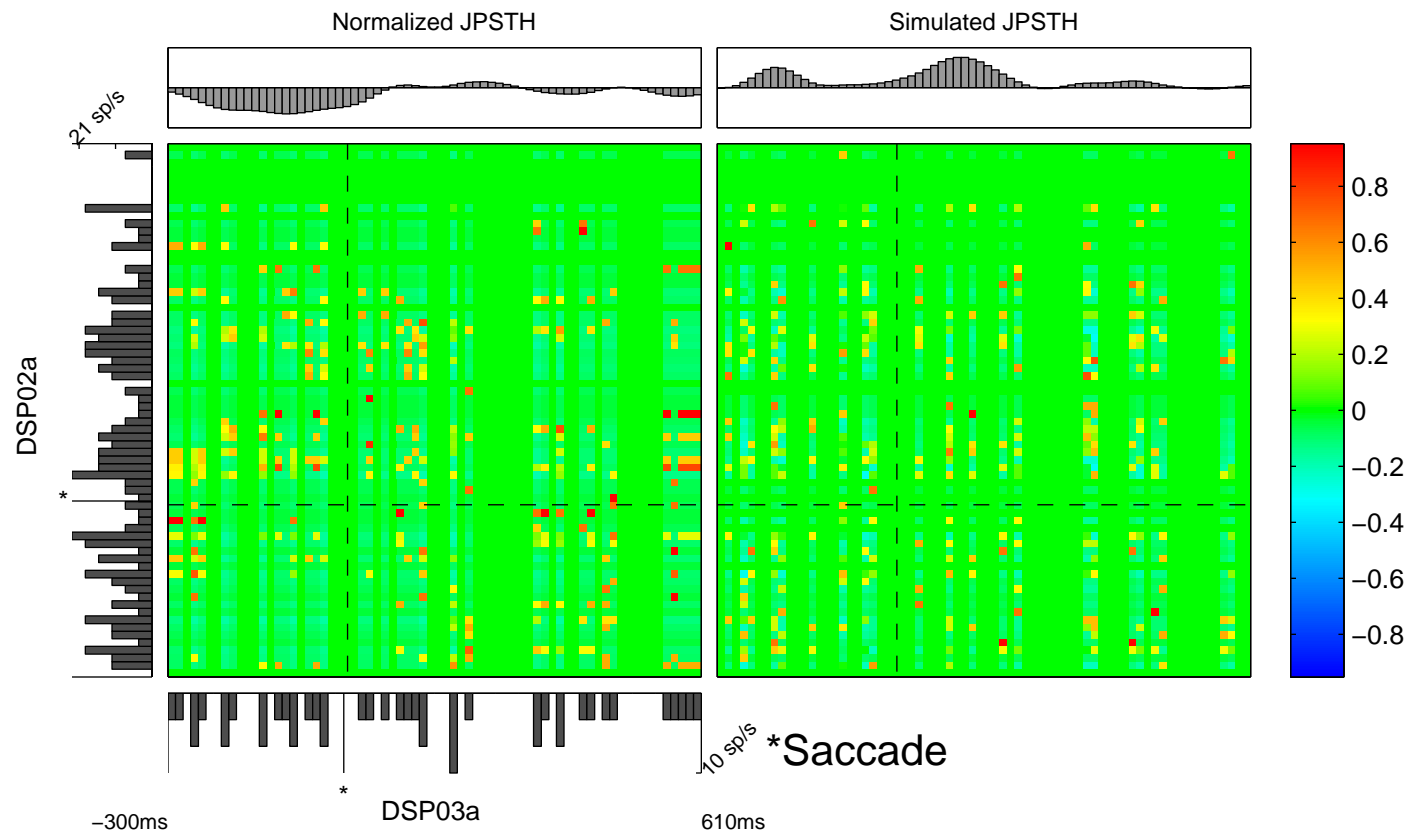 Normalized JPSTH
Simulated JPSTH
21 sp/s
DSP02a
*
0.8
0.6
0.4
0.2
0
−0.2
−0.4
−0.6
−0.8
10 sp/s
*Saccade
*
DSP03a
−300ms
610ms